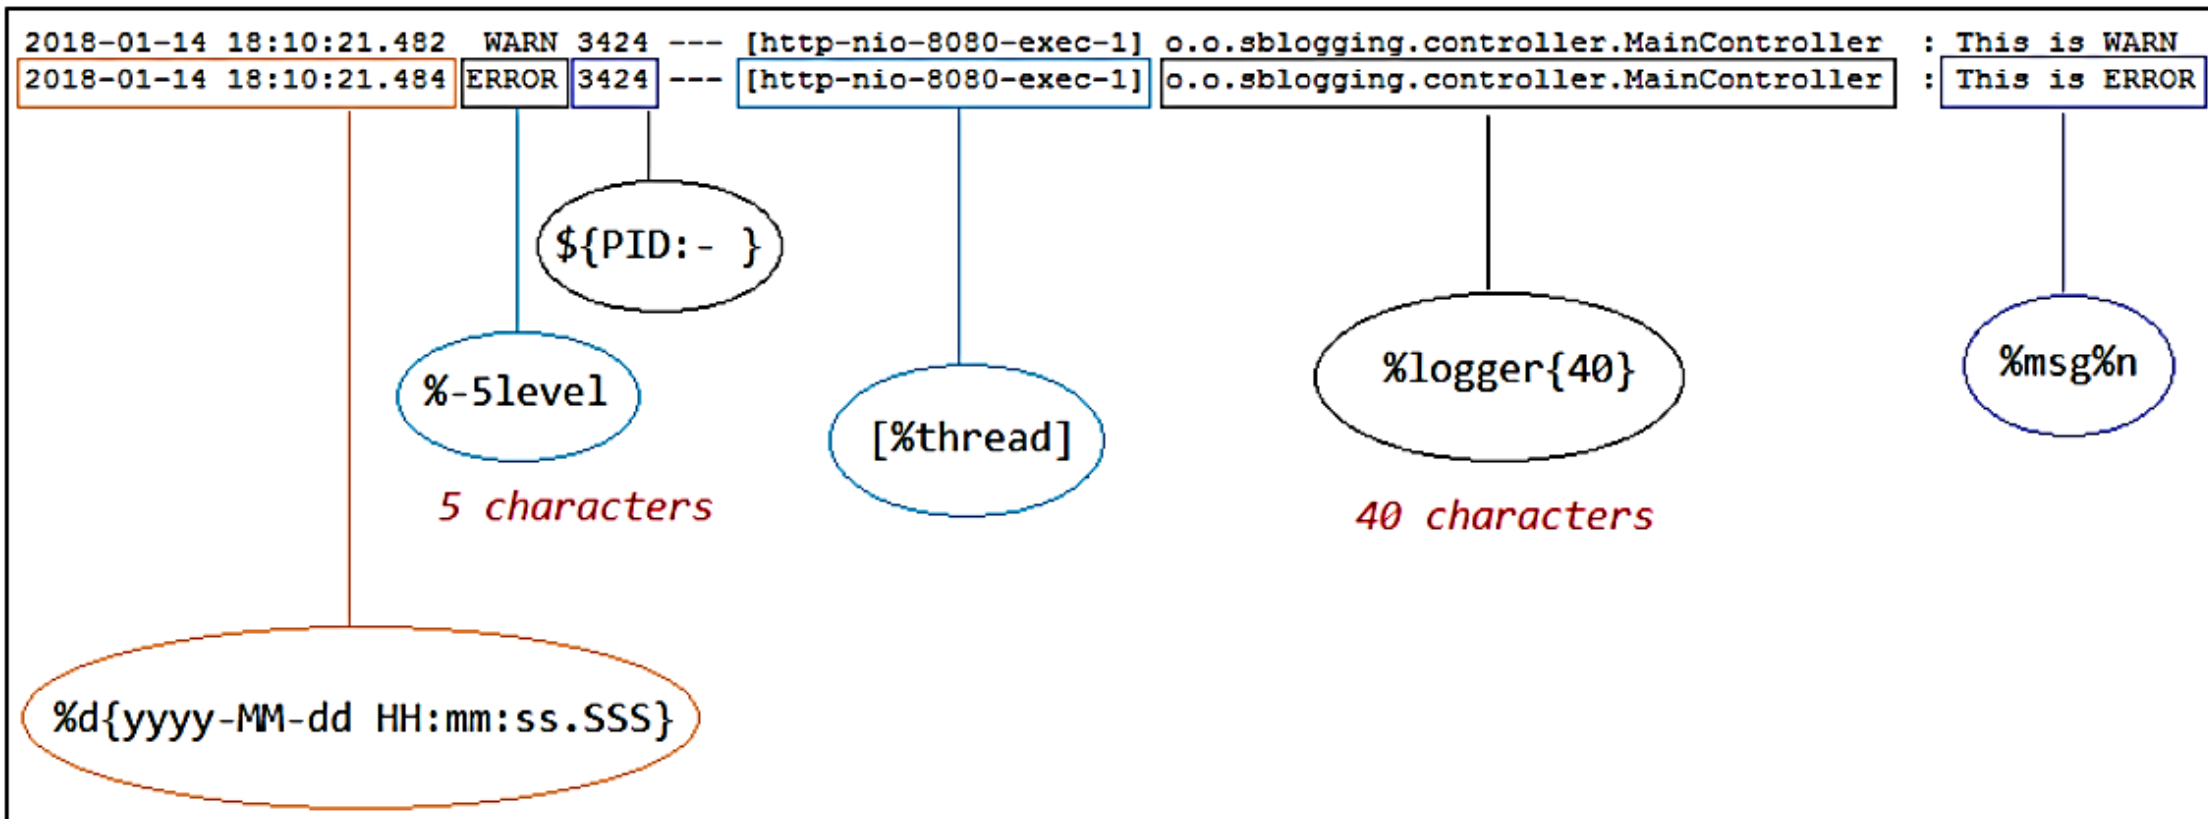 2018-01-14 18:10:21.482  WARN 3424 --- [http-nio-8080-exec-1] o.o.sblogging.controller.MainController  : This is WARN
2018-01-14 18:10:21.484 ERROR 3424 --- [http-nio-8080-exec-1] o.o.sblogging.controller.MainController  : This is ERROR
${PID:- }
%-5level
[%thread]
%logger{40}
%msg%n
5 characters
40 characters
%d{yyyy-MM-dd HH:mm:ss.SSS}